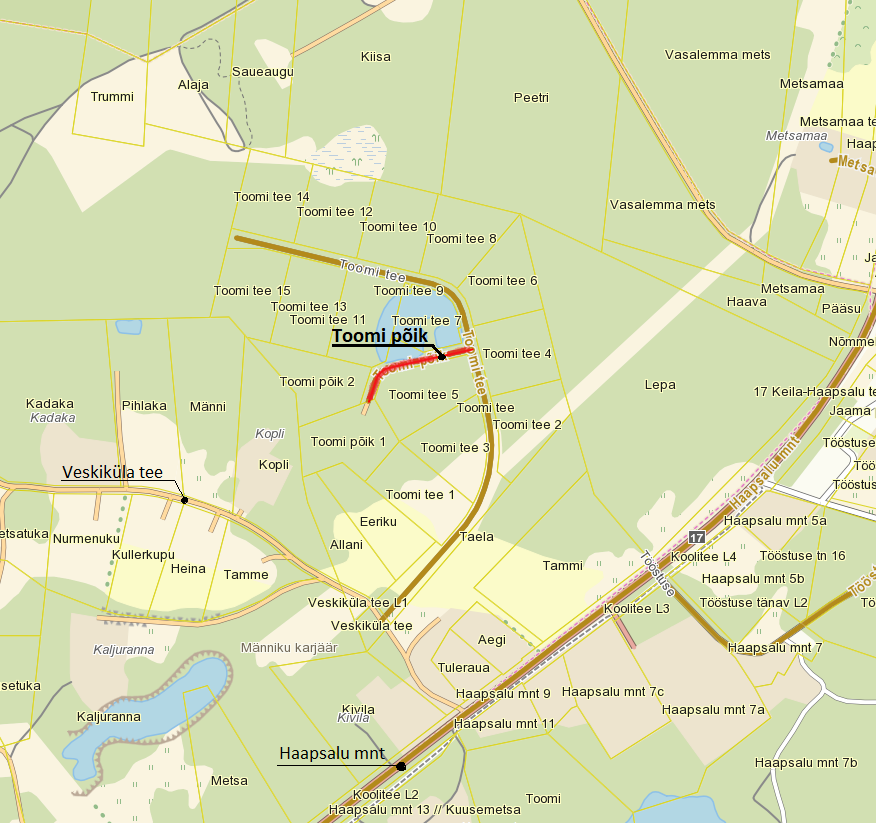 Kiisa
Vasalemma mets
Saueaugu
Alaja
Metsamaa
Trummi
Peetri
Metsamaa te
Metsamaa
Haap
Metsa
Toomi tee 14
Vasalemma mets
Toomi tee 12
Toomi tee 10
Toomi tee 8
Toomi tee
Toomi tee 6
Toomi tee 15
Toomi tee 9
Metsamaa
Haava
Pääsu
Toomi tee 13
Toomi tee 11
Toomi tee 7
Toomi põik
Nõmme
Toomi tee 4
Toomi tee
Toomi põik 2
Toomi tee 5
Lepa
17 Keila-Haapsalu te
Kadaka
Kadaka
Pihlaka
Männi
Toomi tee
Jaama
Toomi tee 2
Kopli
Toomi põik 1
Toomi tee 3
Tööstus
Haapsalu mnt
Veskiküla tee
Kopli
Töö
Tööstus
Toomi tee 1
Eeriku
Haapsalu mnt 5a
etsatuka
Nurmenuku
Allani
Taela
17
Kullerkupu
Heina
Tamme
Tammi
Tööstuse
Koolitee L4
Tööstuse tn 16
Haapsalu mnt 5b
Tööst
Veskiküla tee L1
Koolitee L3
Tööstuse tänav L2
Tö
Veskiküla tee
Aegi
Kaljuranna
Männiku karjäär
Haapsalu mnt 7
Tuleraua
setuka
Haapsalu mnt 9
Haapsalu mnt 7c
Kaljuranna
Kivila
Kivila
Haapsalu mnt 11
Haapsalu mnt 7a
Haapsalu mnt
Haapsalu mnt 7b
Metsa
Koolitee L2
Toomi
Haapsalu mnt 13 // Kuusemetsa